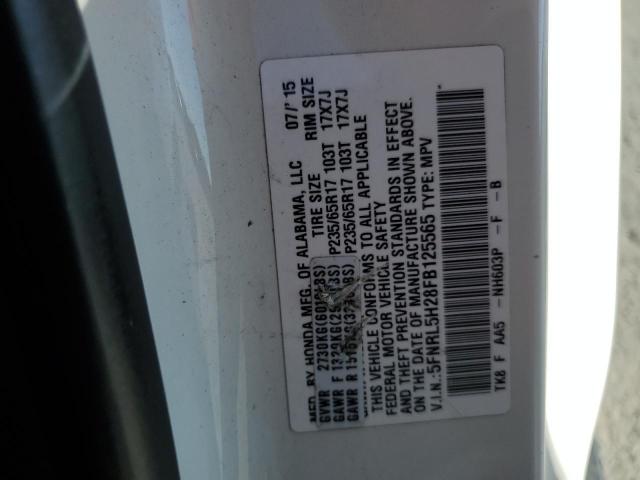 MFD. BY HONDA MFG. OF ALABAMA, LLC 07/'15
TIRE SIZE RIM SIZE
GVWR 2730KG(
GAWR F P235/65R17 103T 17X7J
GAWR R P235/65R17 103T 17X7J
THIS VEHICLE CONFORMS TO ALL APPLICABLE
FEDERAL MOTOR VEHICLE SAFETY
AND THEFT PREVENTION STANDARDS IN EFFECT
ON THE DATE OF MANUFACTURE SHOWN ABOVE.
V.I.N.:5FNRL5H28FB125565 TYPE: MPV
TK8 F AA5 -NH603P -F -B